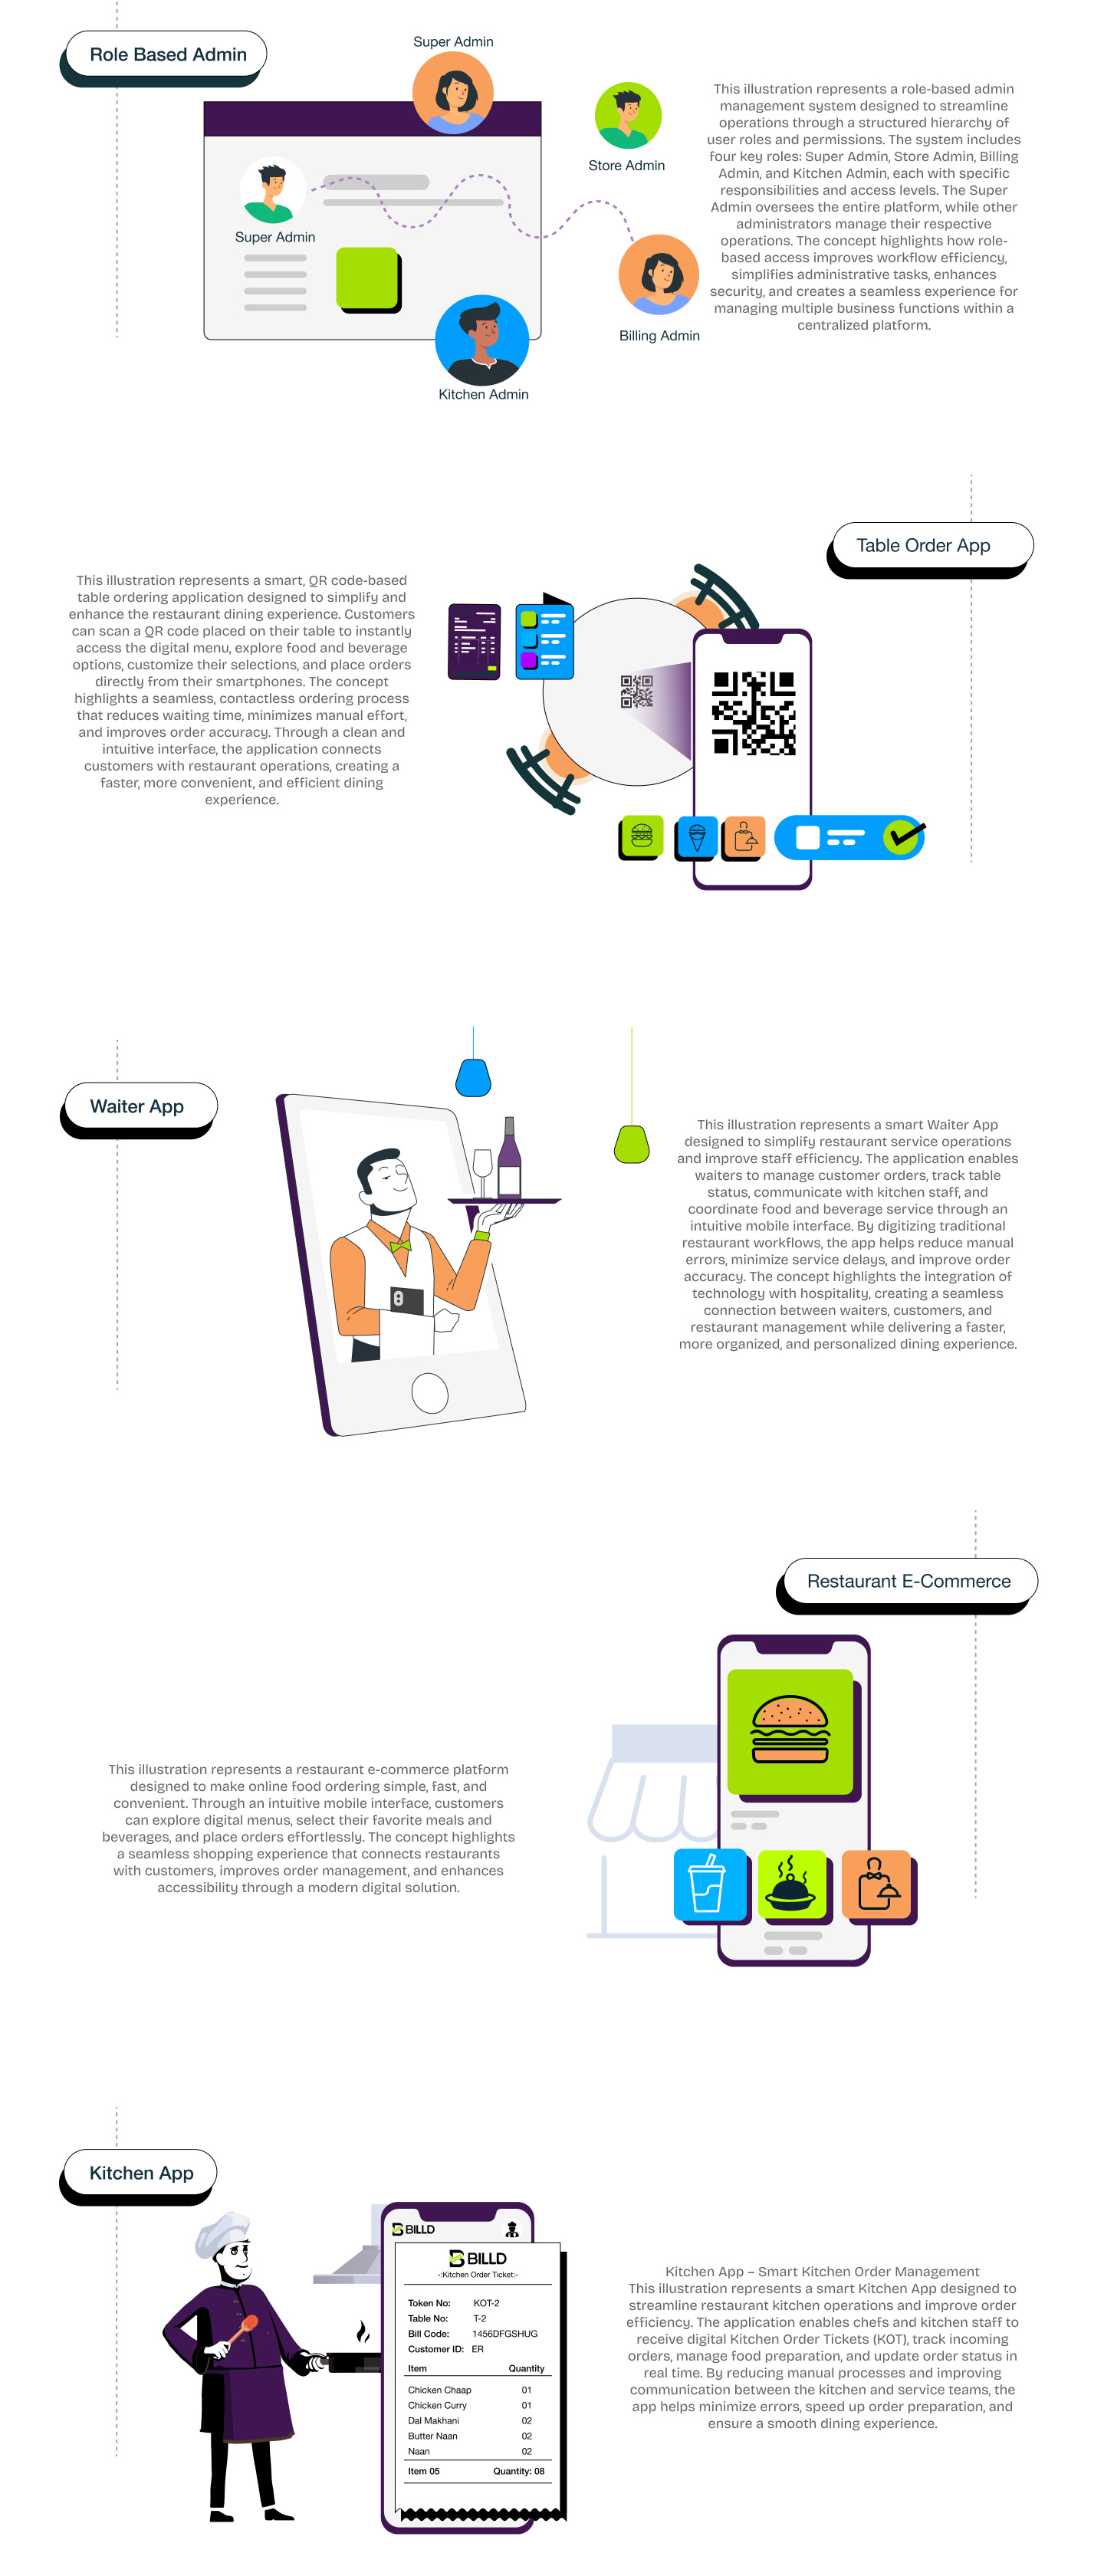 Role Based Admin
Super Admin
Store Admin
Super Admin
Billing Admin
Kitchen Admin
This illustration represents a role-based admin
management system designed to streamline
operations through a structured hierarchy of
user roles and permissions. The system includes
four key roles: Super Admin, Store Admin, Billing
Admin, and Kitchen Admin, each with specific
responsibilities and access levels. The Super
Admin oversees the entire platform, while other
administrators manage their respective
operations. The concept highlights how role-
based access improves workflow efficiency,
simplifies administrative tasks, enhances
security, and creates a seamless experience for
managing multiple business functions within a
centralized platform.
Table Order App
This illustration represents a smart, QR code-based
table ordering application designed to simplify and
enhance the restaurant dining experience. Customers
can scan a QR code placed on their table to instantly
access the digital menu, explore food and beverage
options, customize their selections, and place orders
directly from their smartphones. The concept
highlights a seamless, contactless ordering process
that reduces waiting time, minimizes manual effort,
and improves order accuracy. Through a clean and
intuitive interface, the application connects
customers with restaurant operations, creating a
faster, more convenient, and efficient dining
experience.
Waiter App
This illustration represents a smart Waiter App
designed to simplify restaurant service operations
and improve staff efficiency. The application enables
waiters to manage customer orders, track table
status, communicate with kitchen staff, and
coordinate food and beverage service through an
intuitive mobile interface. By digitizing traditional
restaurant workflows, the app helps reduce manual
errors, minimize service delays, and improve order
accuracy. The concept highlights the integration of
technology with hospitality, creating a seamless
connection between waiters, customers, and
restaurant management while delivering a faster,
more organized, and personalized dining experience.
Restaurant E-Commerce
This illustration represents a restaurant e-commerce platform
designed to make online food ordering simple, fast, and
convenient. Through an intuitive mobile interface, customers
can explore digital menus, select their favorite meals and
beverages, and place orders effortlessly. The concept highlights
a seamless shopping experience that connects restaurants
with customers, improves order management, and enhances
accessibility through a modern digital solution.
Kitchen App
BILLD
BILLD
-:Kitchen Order Ticket:-
Token No: KOT-2
Table No: T-2
Bill Code: 1456DFGSHUG
Customer ID: ER
Item Quantity
Chicken Chaap 01
Chicken Curry 01
Dal Makhani 02
Butter Naan 02
Naan 02
Item 05 Quantity: 08
Kitchen App – Smart Kitchen Order Management
This illustration represents a smart Kitchen App designed to
streamline restaurant kitchen operations and improve order
efficiency. The application enables chefs and kitchen staff to
receive digital Kitchen Order Tickets (KOT), track incoming
orders, manage food preparation, and update order status in
real time. By reducing manual processes and improving
communication between the kitchen and service teams, the
app helps minimize errors, speed up order preparation, and
ensure a smooth dining experience.